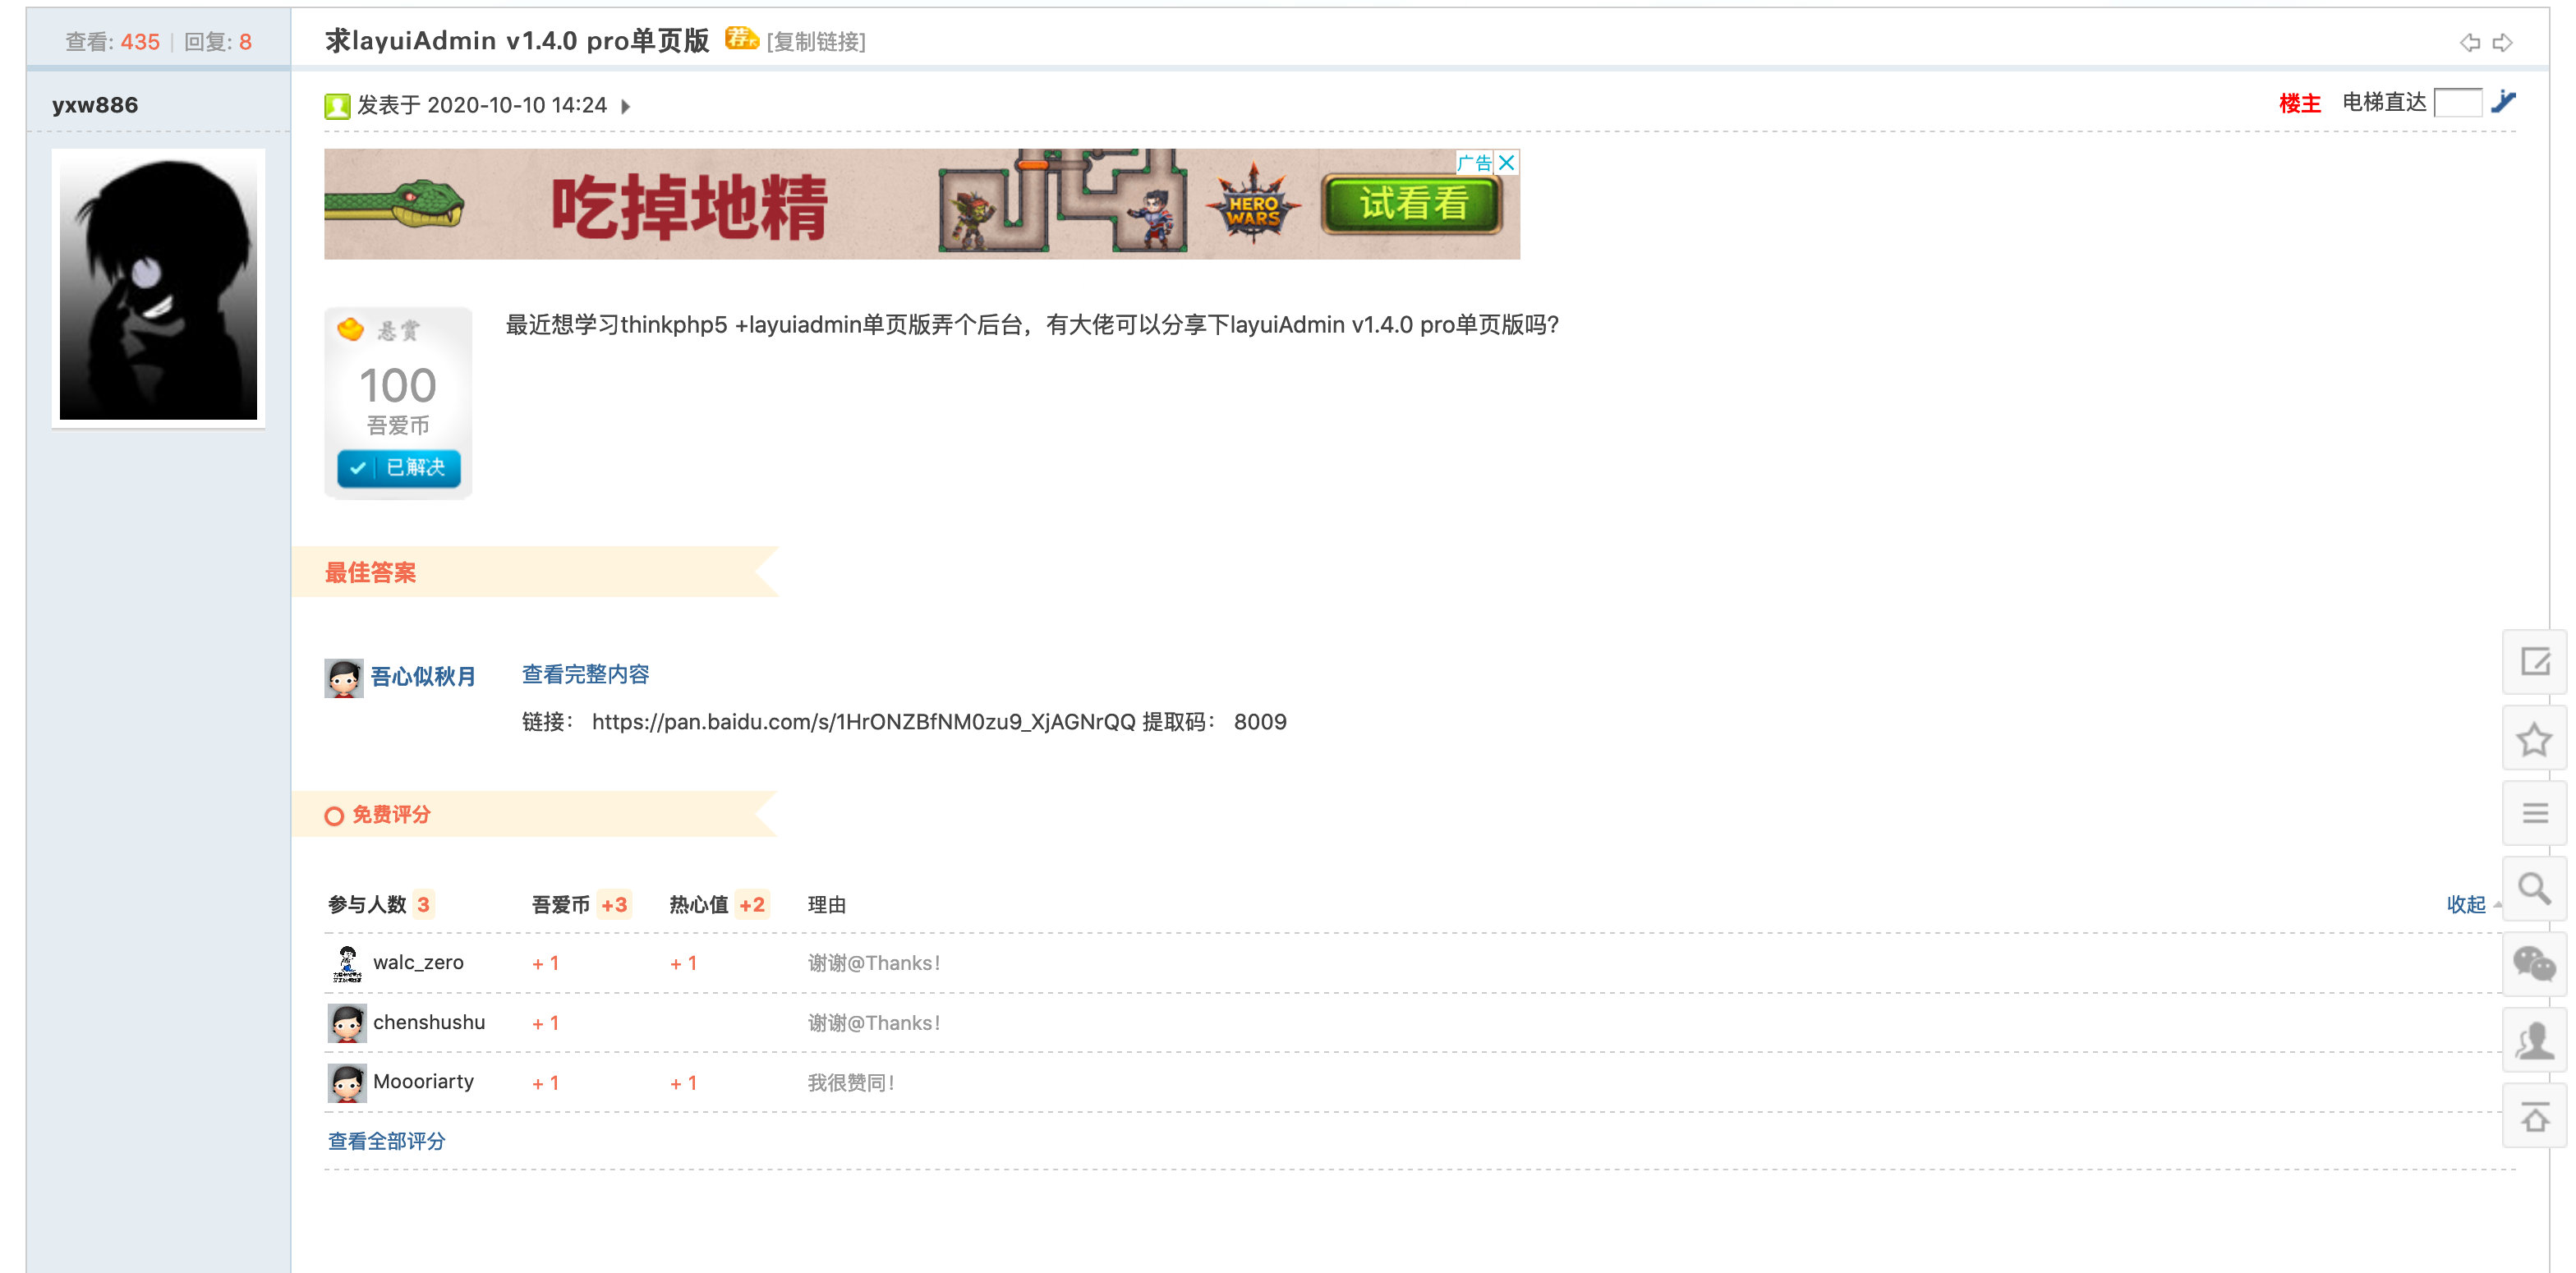 查看: 435 | 回复: 8
求layuiAdmin v1.4.0 pro单页版 荐 [复制链接]
yxw886
发表于 2020-10-10 14:24
楼主 电梯直达
吃掉地精
HERO WARS
试看看
广告
悬赏
100
吾爱币
已解决
最近想学习thinkphp5 +layuiadmin单页版弄个后台，有大佬可以分享下layuiAdmin v1.4.0 pro单页版吗?
最佳答案
吾心似秋月
查看完整内容
链接： https://pan.baidu.com/s/1HrONZBfNM0zu9_XjAGNrQQ 提取码： 8009
免费评分
参与人数 3 吾爱币 +3 热心值 +2 理由 收起
walc_zero + 1 + 1 谢谢@Thanks！
chenshushu + 1 谢谢@Thanks！
Moooriarty + 1 + 1 我很赞同！
查看全部评分